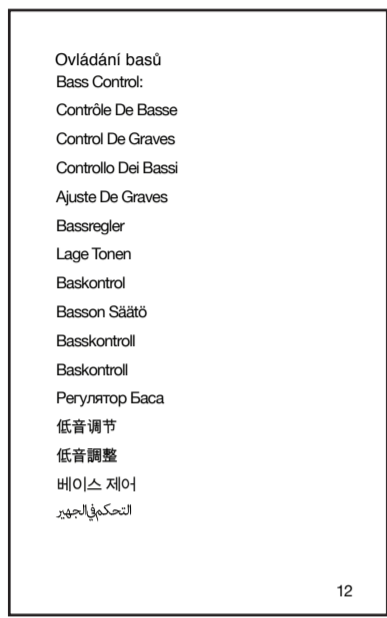 Ovládání basů
Bass Control:
Contrôle De Basse
Control De Graves
Controllo Dei Bassi
Ajuste De Graves
Bassregler
Lage Tonen
Baskontrol
Basson Säätö
Basskontroll
Baskontroll
Регулятор Баса
低音调节
低音調整
베이스 제어
التحكم في الجهير
12